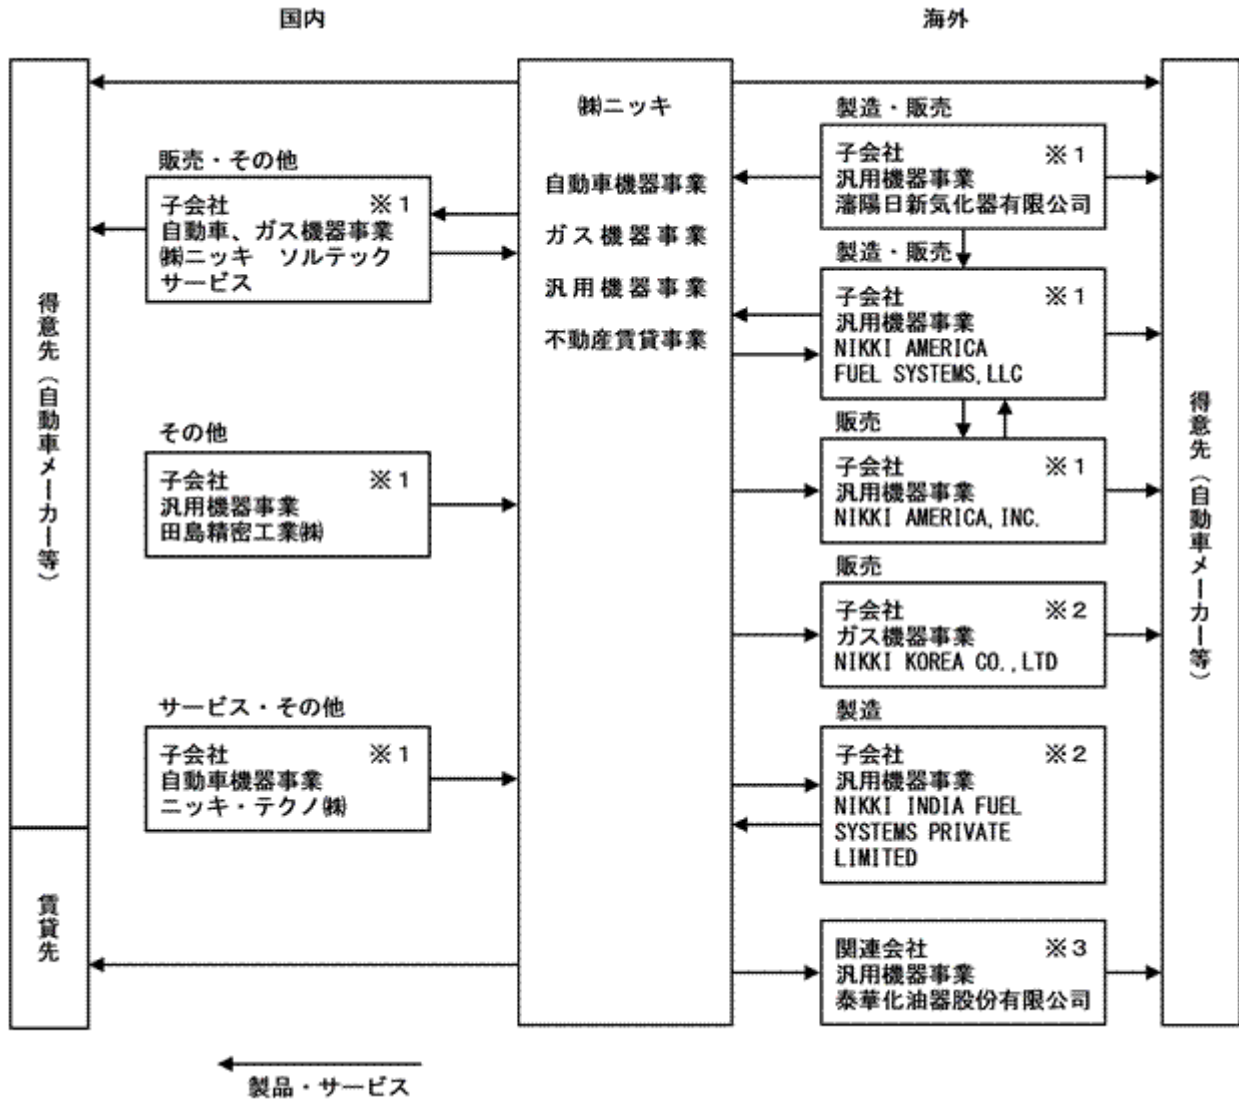 国内
海外
得意先（自動車メーカー等）
賃貸先
販売・その他
子会社 ※1
自動車、ガス機器事業
㈱ニッキ ソルテック
サービス
その他
子会社 ※1
汎用機器事業
田島精密工業㈱
サービス・その他
子会社 ※1
自動車機器事業
ニッキ・テクノ㈱
㈱ニッキ
自動車機器事業
ガス機器事業
汎用機器事業
不動産賃貸事業
製造・販売
子会社 ※1
汎用機器事業
瀋陽日新気化器有限公司
製造・販売
子会社 ※1
汎用機器事業
NIKKI AMERICA
FUEL SYSTEMS,LLC
販売
子会社 ※1
汎用機器事業
NIKKI AMERICA,INC.
販売
子会社 ※2
ガス機器事業
NIKKI KOREA CO.,LTD
製造
子会社 ※2
汎用機器事業
NIKKI INDIA FUEL
SYSTEMS PRIVATE
LIMITED
関連会社 ※3
汎用機器事業
泰華化油器股份有限公司
得意先（自動車メーカー等）
製品・サービス